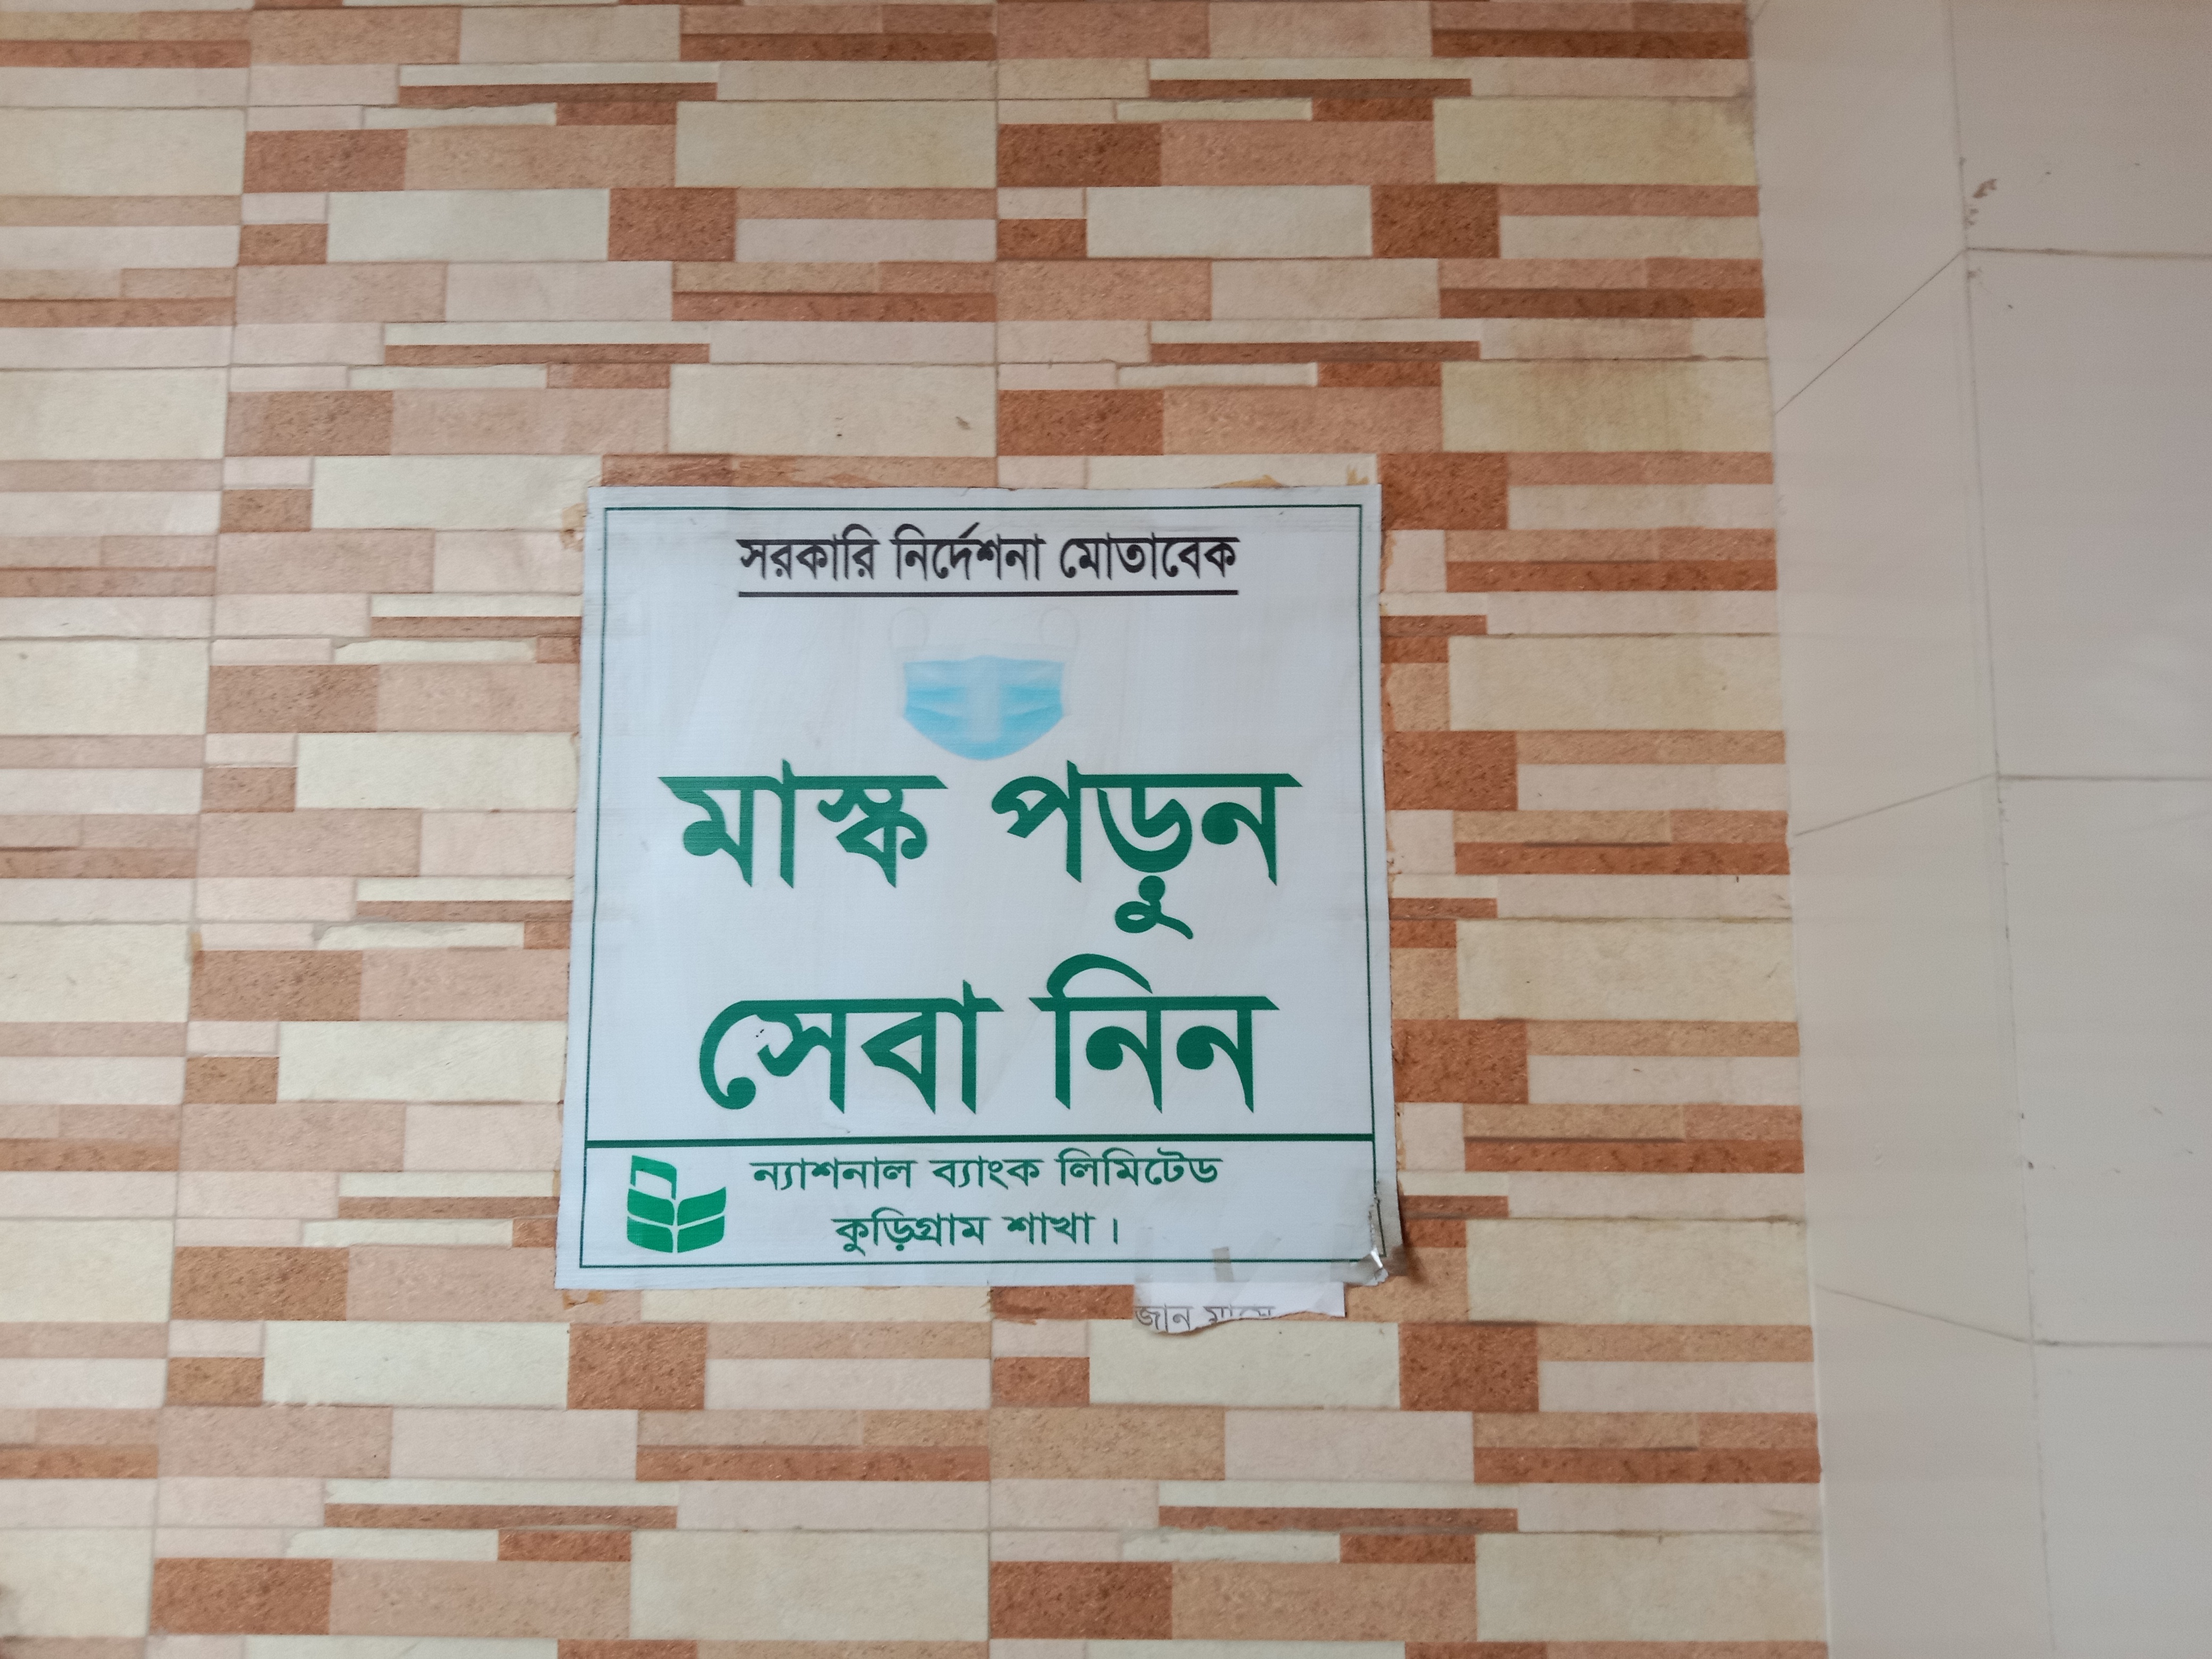 সরকারি নির্দেশনা মোতাবেক
মাস্ক পড়ুন
সেবা নিন
ন্যাশনাল ব্যাংক লিমিটেড
কুড়িগ্রাম শাখা।
জান